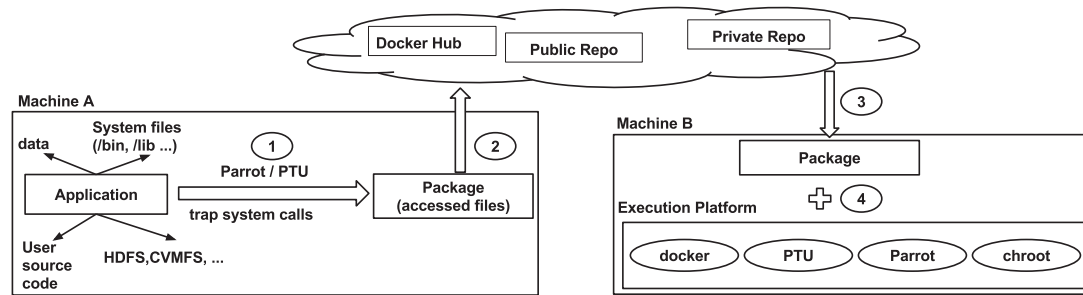 Docker Hub
Public Repo
Private Repo
Machine A
data
System files
(/bin, /lib ...)
1
Parrot / PTU
Application
trap system calls
User
source
code
HDFS,CVMFS, ...
Package
(accessed files)
2
3
Machine B
Package
4
Execution Platform
docker
PTU
Parrot
chroot